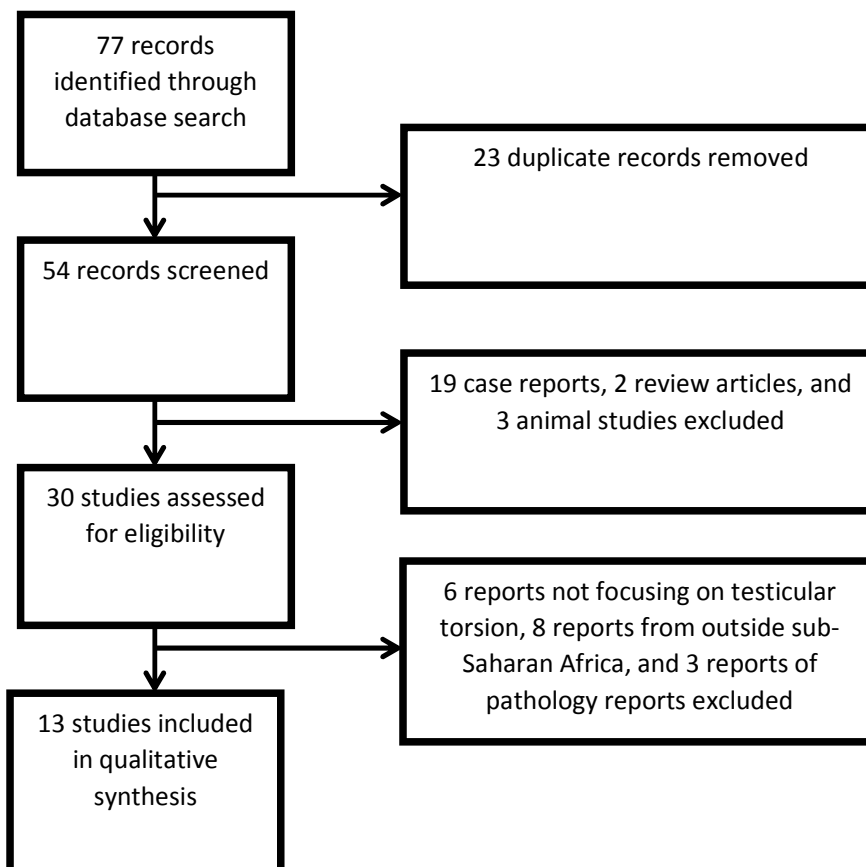 77 records
identified through
database search
23 duplicate records removed
54 records screened
19 case reports, 2 review articles, and
3 animal studies excluded
30 studies assessed
for eligibility
6 reports not focusing on testicular
torsion, 8 reports from outside sub-
Saharan Africa, and 3 reports of
pathology reports excluded
13 studies included
in qualitative
synthesis